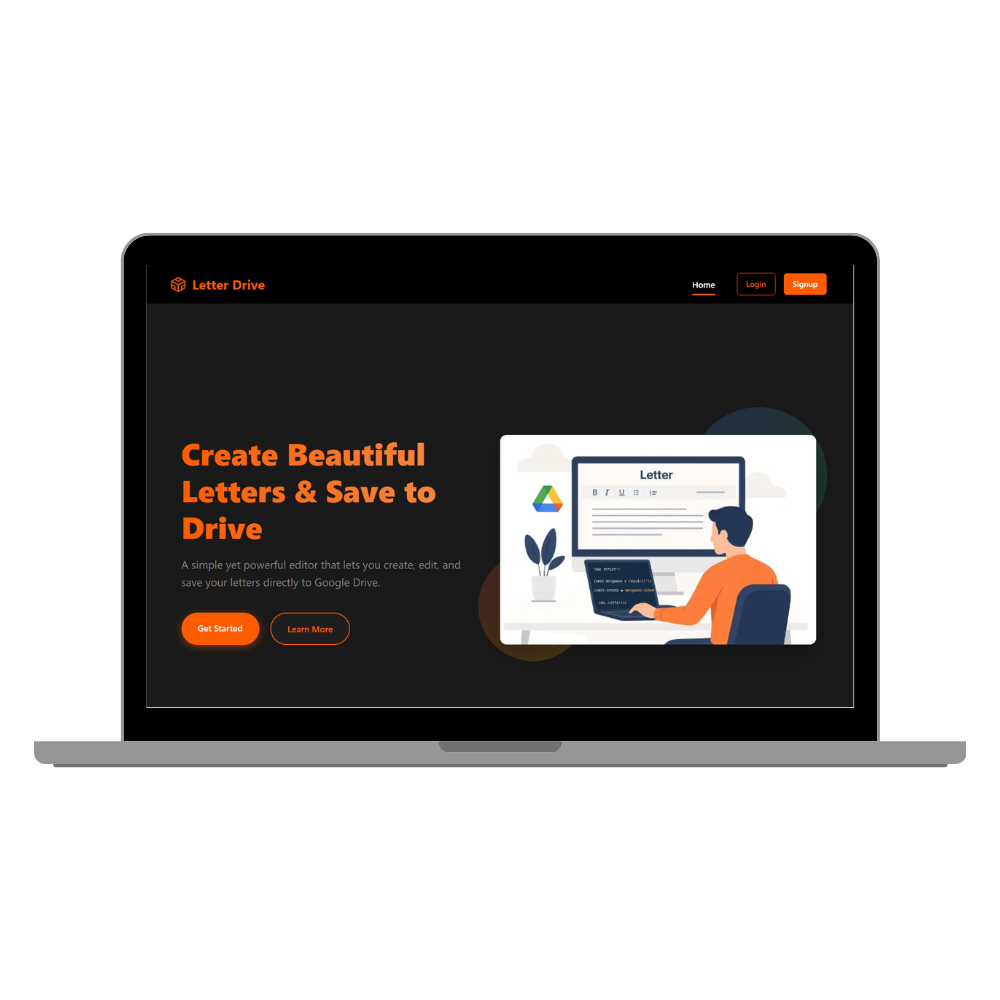 Letter Drive
Home
Login
Signup
Create Beautiful
Letters & Save to
Drive
A simple yet powerful editor that lets you create, edit, and
save your letters directly to Google Drive.
Get Started
Learn More
Letter
B I U